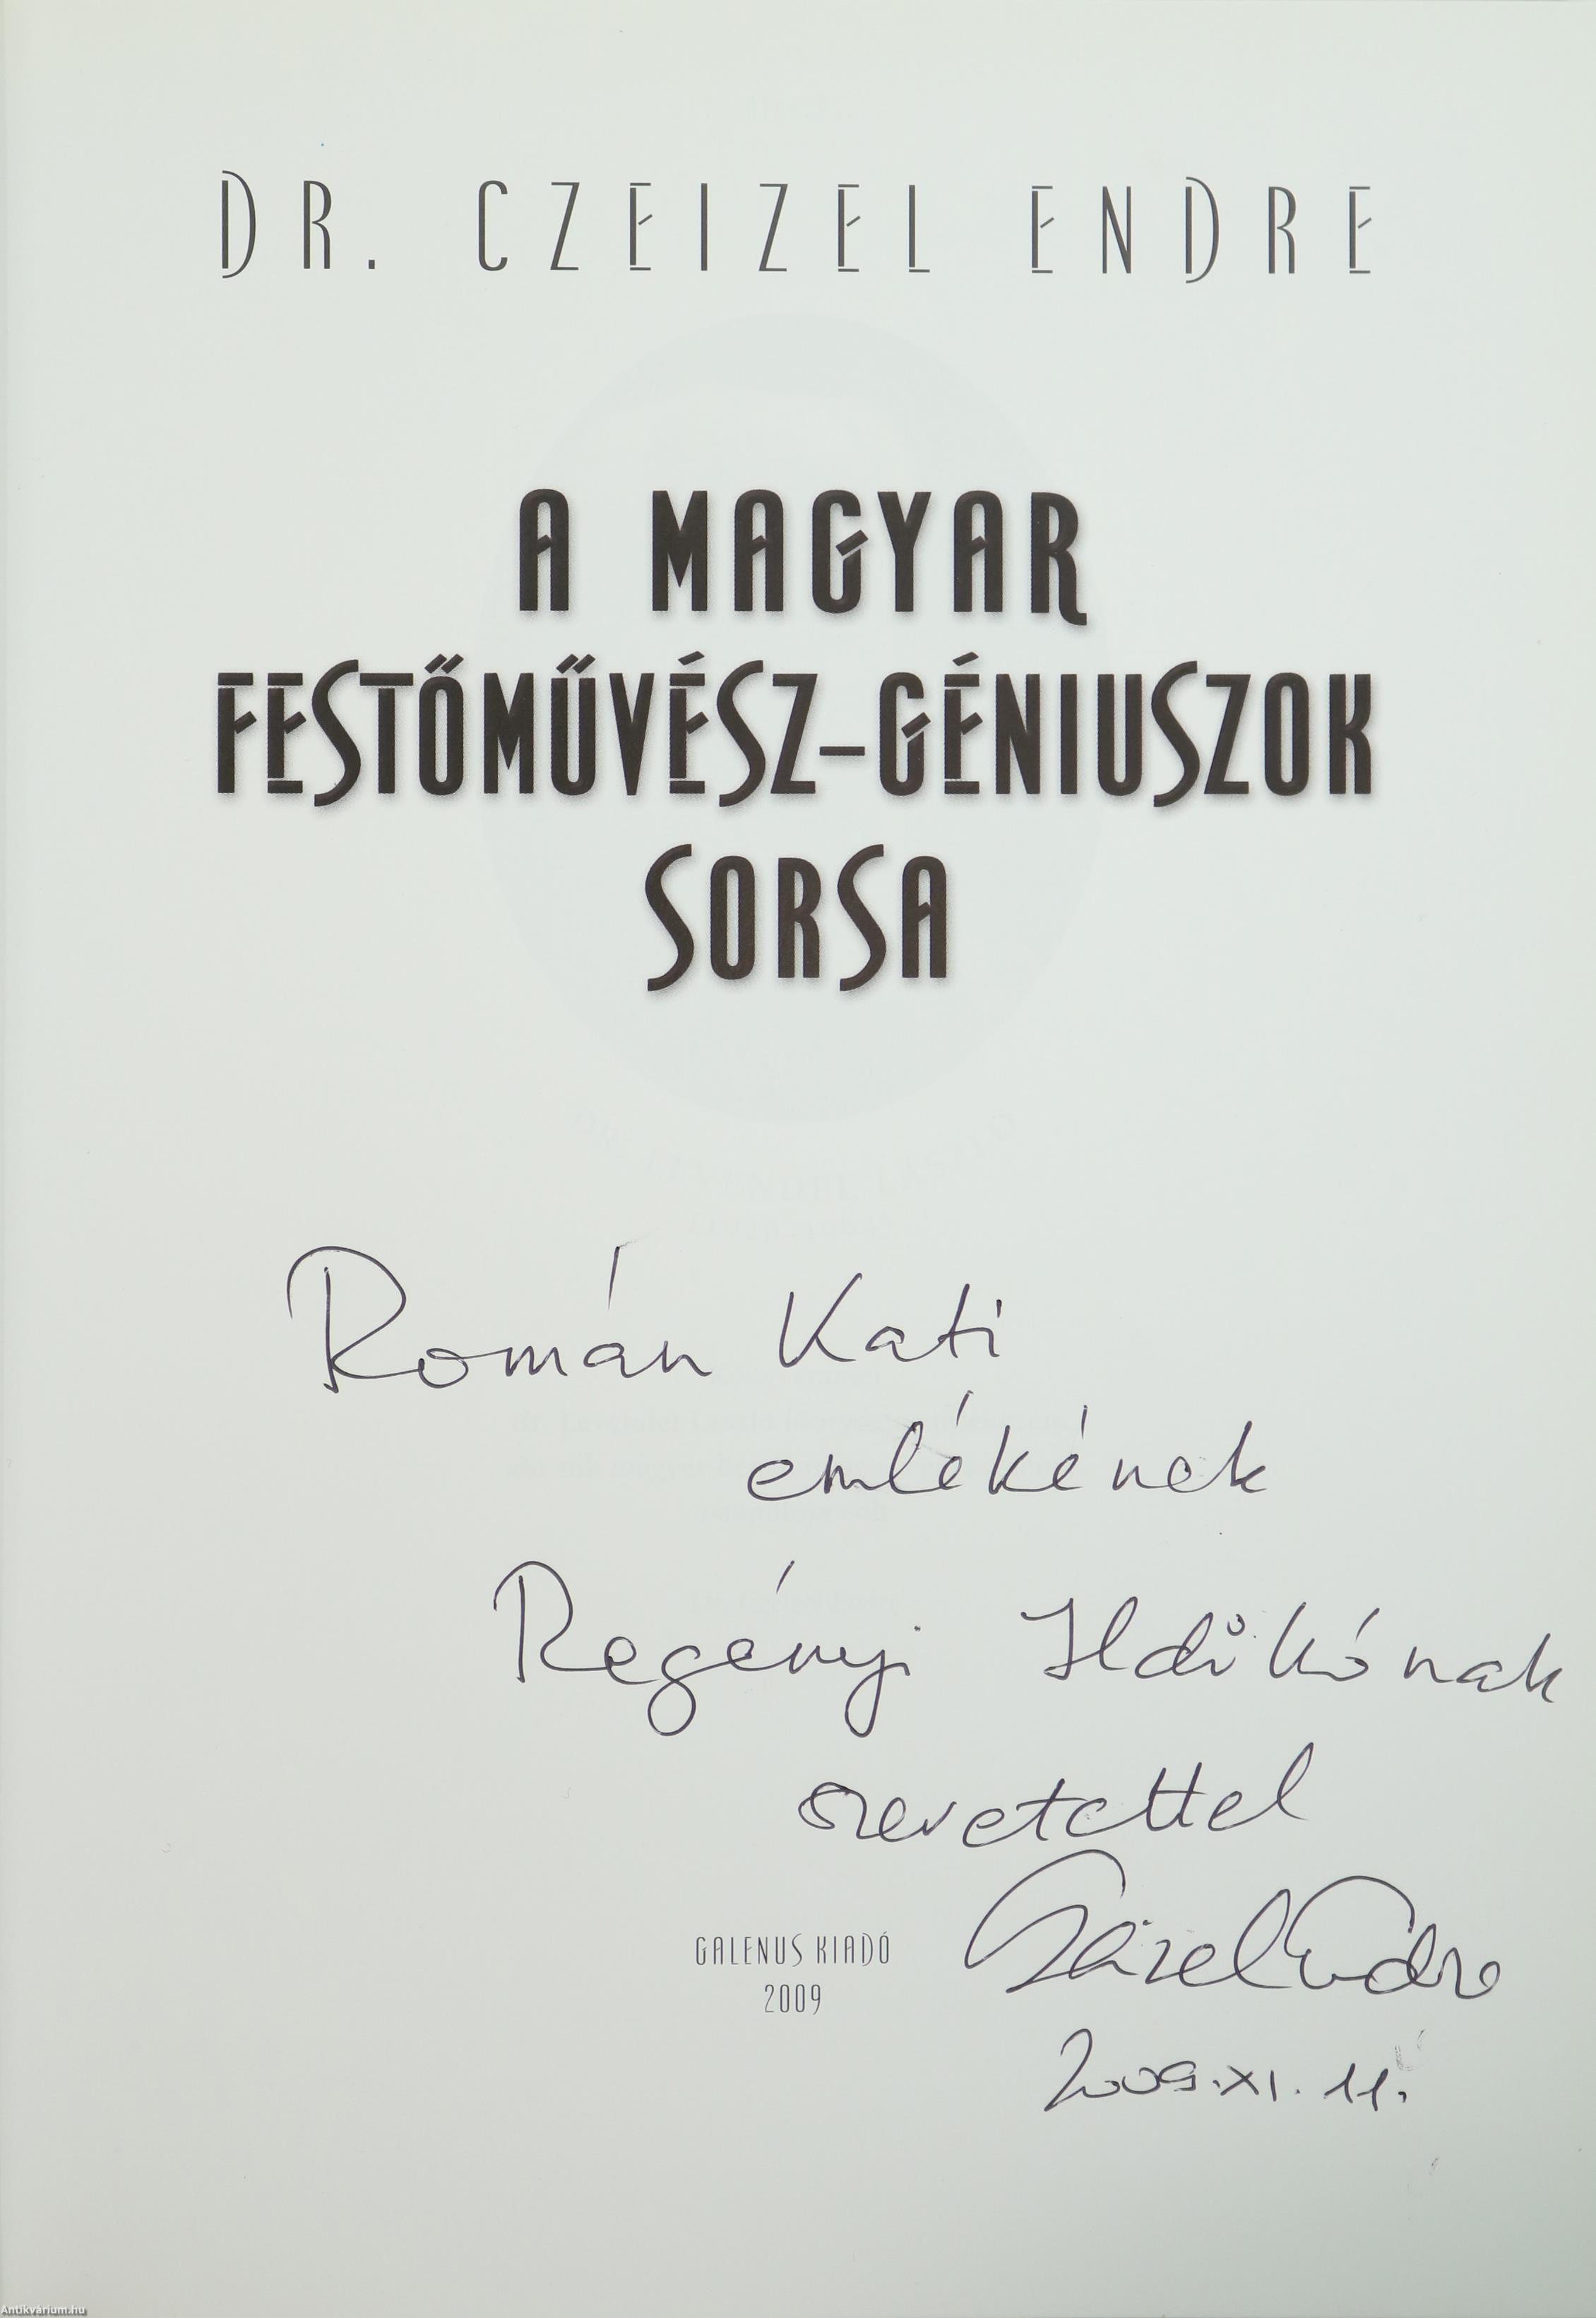 DR. CZEIZEL ENDRE
A MAGYAR
FESTŐMŰVÉSZ-GÉNIUSZOK
SORSA
Román Kati
emlékének
Regényi Ildikónak
szeretettel
Czeizel Endre
GALENUS KIADÓ
2009
2009.XI.11.
Antikvárium.hu